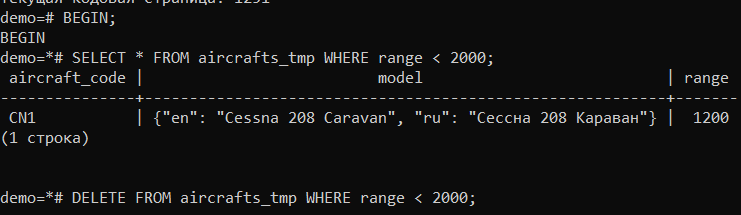 текущая кодовая страница: 1251
demo=# BEGIN;
BEGIN
demo=*# SELECT * FROM aircrafts_tmp WHERE range < 2000;
 aircraft_code |                         model                          | range
---------------+--------------------------------------------------------+-------
 CN1           | {"en": "Cessna 208 Caravan", "ru": "Сессна 208 Караван"} |  1200
(1 строка)
demo=*# DELETE FROM aircrafts_tmp WHERE range < 2000;